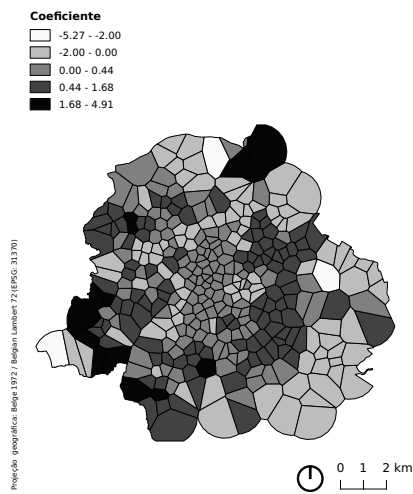 Coeficiente
-5.27 - -2.00
-2.00 - 0.00
0.00 - 0.44
0.44 - 1.68
1.68 - 4.91
Projeção geográfica: Belge 1972 / Belgian Lambert 72 (EPSG: 31370)
0 1 2 km